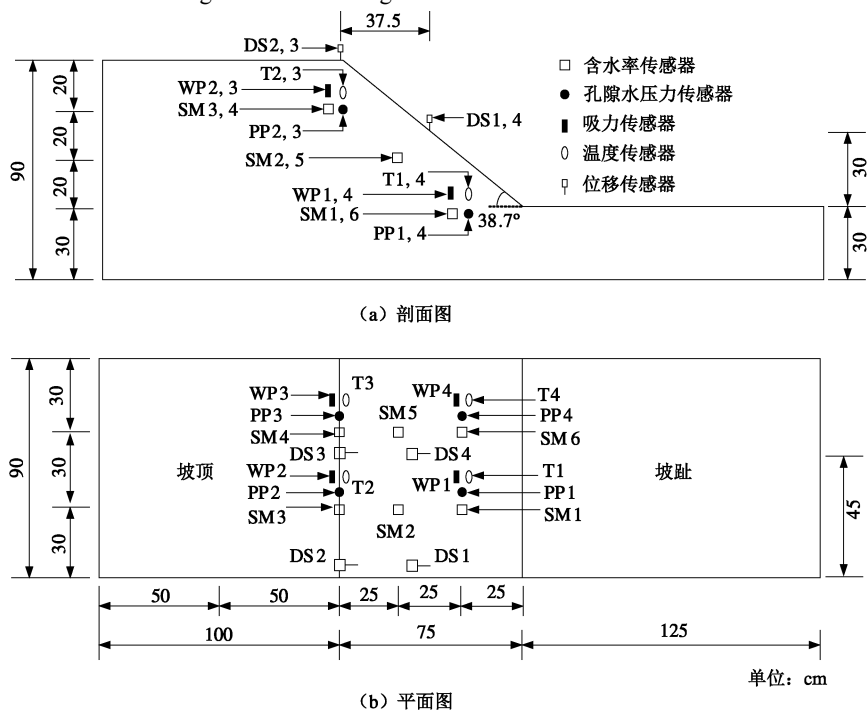 37.5
DS2, 3
T2, 3
WP2, 3
SM3, 4
PP2, 3
DS1, 4
SM2, 5
T1, 4
WP1, 4
SM1, 6
PP1, 4
38.7°
90
20
20
20
30
30
30
含水率传感器
孔隙水压力传感器
吸力传感器
温度传感器
位移传感器
（a）剖面图
90
30
30
30
坡顶
坡趾
WP3
T3
PP3
SM4
DS3
WP2
T2
PP2
SM3
DS2
SM5
WP4
T4
PP4
SM6
DS4
WP1
T1
PP1
SM1
SM2
DS1
45
50
50
25
25
25
100
75
125
单位：cm
（b）平面图